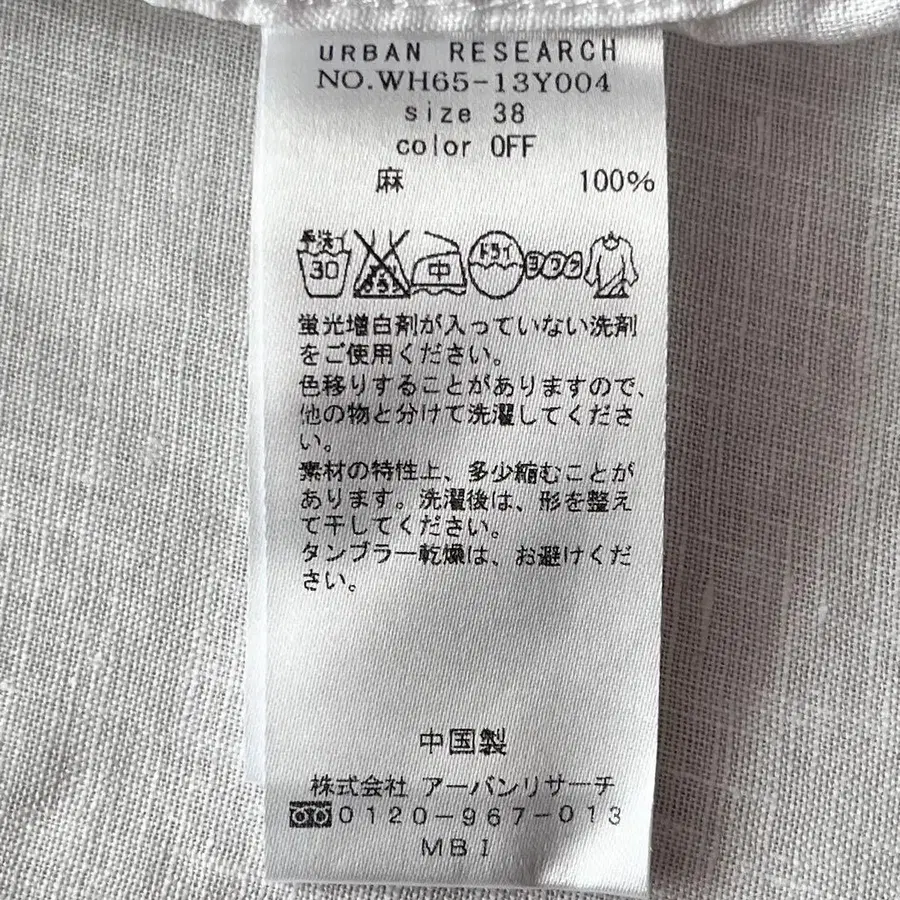 URBAN RESEARCH
NO.WH65-13Y004
size 38
color OFF
麻 100%
手洗 30 中 ドライ ヨワク
蛍光増白剤が入っていない洗剤
をご使用ください。
色移りすることがありますので、
他の物と分けて洗濯してくださ
い。
素材の特性上、多少縮むことが
あります。洗濯後は、形を整え
て干してください。
タンブラー乾燥は、お避けくだ
さい。
中国製
株式会社 アーバンリサーチ
0120-967-013
MBI